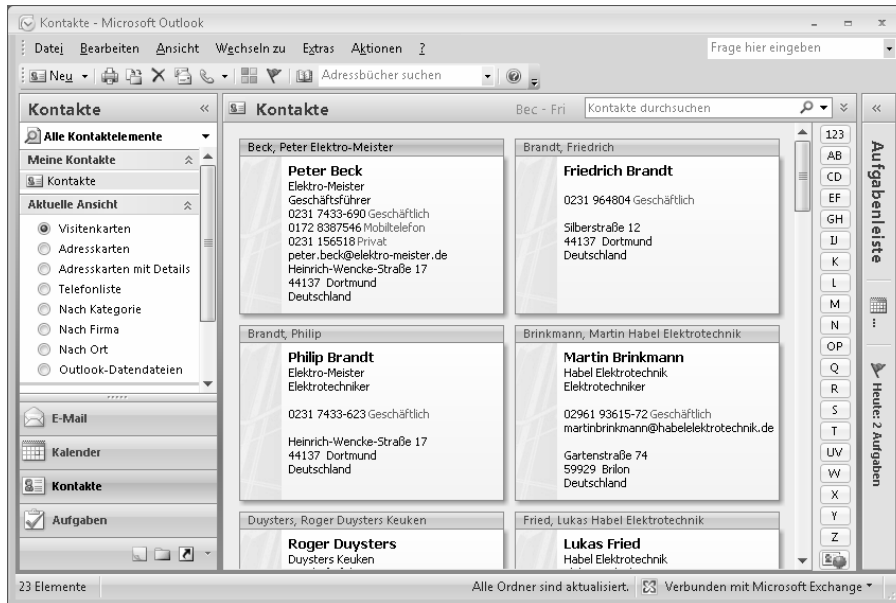 Kontakte - Microsoft Outlook
Datei Bearbeiten Ansicht Wechseln zu Extras Aktionen ?
Frage hier eingeben
Neu
Adressbücher suchen
Kontakte «
Alle Kontaktelemente
Meine Kontakte
Kontakte
Aktuelle Ansicht
Visitenkarten
Adresskarten
Adresskarten mit Details
Telefonliste
Nach Kategorie
Nach Firma
Nach Ort
Outlook-Datendateien
E-Mail
Kalender
Kontakte
Aufgaben
Kontakte
Bec - Fri
Kontakte durchsuchen
Beck, Peter Elektro-Meister
Peter Beck
Elektro-Meister
Geschäftsführer
0231 7433-690 Geschäftlich
0172 8387546 Mobiltelefon
0231 156518 Privat
peter.beck@elektro-meister.de
Heinrich-Wencke-Straße 17
44137 Dortmund
Deutschland
Brandt, Friedrich
Friedrich Brandt
0231 964804 Geschäftlich
Silberstraße 12
44137 Dortmund
Deutschland
Brandt, Philip
Philip Brandt
Elektro-Meister
Elektrotechniker
0231 7433-623 Geschäftlich
Heinrich-Wencke-Straße 17
44137 Dortmund
Deutschland
Brinkmann, Martin Habel Elektrotechnik
Martin Brinkmann
Habel Elektrotechnik
Elektrotechniker
02961 93615-72 Geschäftlich
martinbrinkmann@habelelektrotechnik.de
Gartenstraße 74
59929 Brilon
Deutschland
Duysters, Roger Duysters Keuken
Roger Duysters
Duysters Keuken
Fried, Lukas Habel Elektrotechnik
Lukas Fried
Habel Elektrotechnik
123
AB
CD
EF
GH
IJ
K
L
M
N
OP
Q
R
S
T
UV
W
X
Y
Z
«
Aufgabenleiste
...
Heute: 2 Aufgaben
23 Elemente
Alle Ordner sind aktualisiert.
Verbunden mit Microsoft Exchange